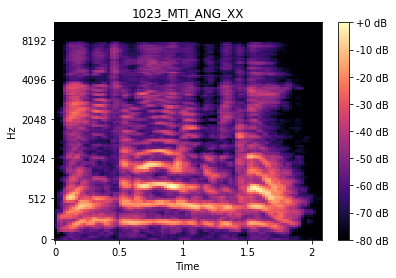 1023_MTI_ANG_XX
+0 dB
8192
-10 dB
4096
-20 dB
-30 dB
2048
Hz
-40 dB
1024
-50 dB
512
-60 dB
-70 dB
0
-80 dB
0 0.5 1 1.5 2
Time